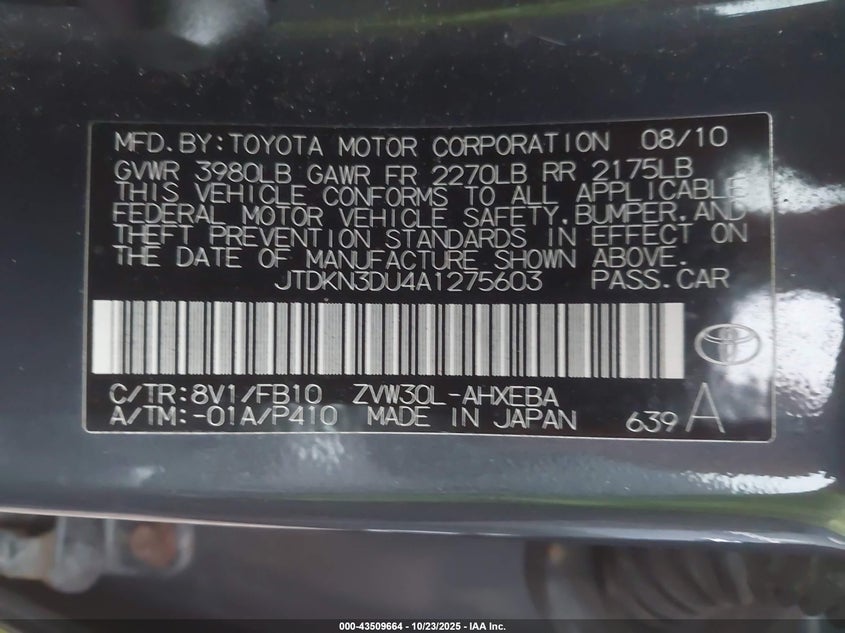 MFD.BY:TOYOTA MOTOR CORPORATION 08/10
GVWR 3980LB GAWR FR 2270LB RR 2175LB
THIS VEHICLE CONFORMS TO ALL APPLICABLE
FEDERAL MOTOR VEHICLE SAFETY,BUMPER,AND
THEFT PREVENTION STANDARDS IN EFFECT ON
THE DATE OF MANUFACTURE SHOWN ABOVE.
JTDKN3DU4A1275603 PASS.CAR
C/TR:8V1/FB10 ZVW30L-AHXEBA
A/TM:-01A/P410 MADE IN JAPAN 639 A
000-43509664 - 10/23/2025 - IAA Inc.